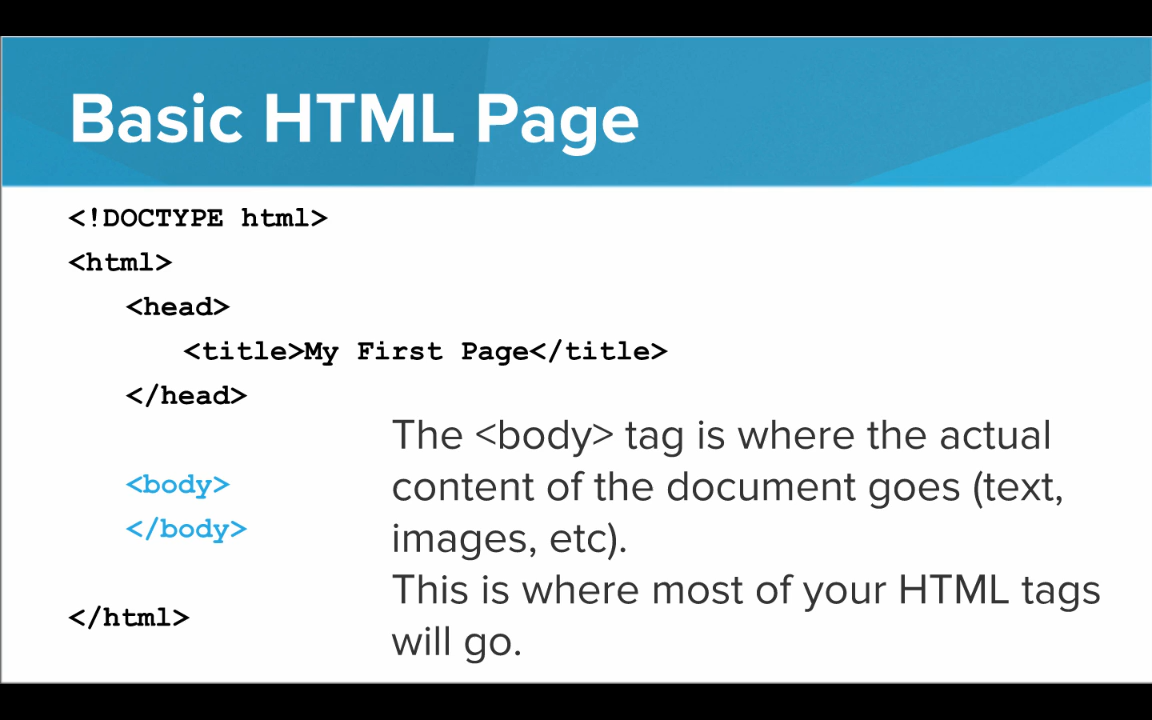 Basic HTML Page
<!DOCTYPE html>
<html>
<head>
<title>My First Page</title>
</head>
<body>
</body>
</html>
The <body> tag is where the actual
content of the document goes (text,
images, etc).
This is where most of your HTML tags
will go.